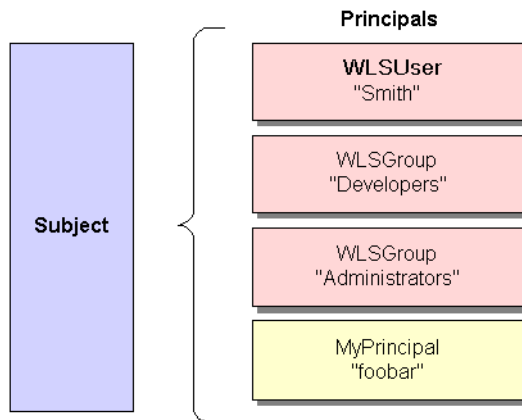 Principals
WLSUser
"Smith"
WLSGroup
"Developers"
Subject
WLSGroup
"Administrators"
MyPrincipal
"foobar"